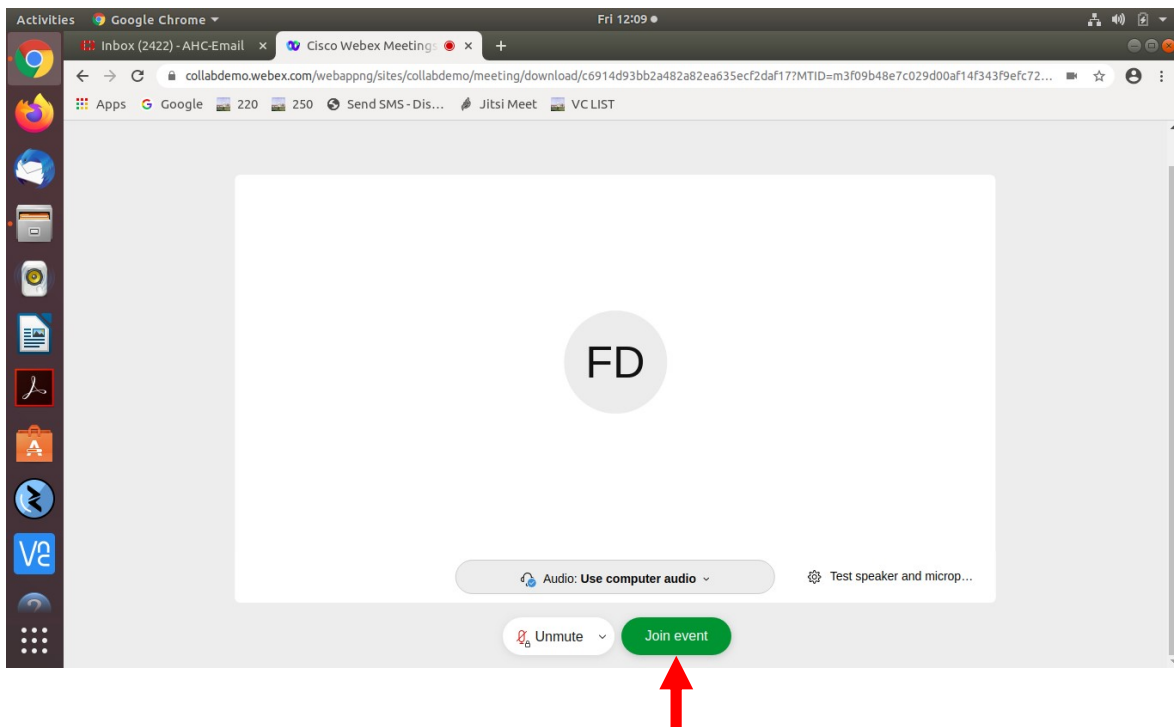 Activities Google Chrome Fri 12:09
Inbox (2422) - AHC-Email Cisco Webex Meetings
collabdemo.webex.com/webappng/sites/collabdemo/meeting/download/c6914d93bb2a482a82ea635ecf2daf17?MTID=m3f09b48e7c029d00af14f343f9efc72...
Apps Google 220 250 Send SMS - Dis... Jitsi Meet VC LIST
FD
Audio: Use computer audio Test speaker and microp...
Unmute Join event